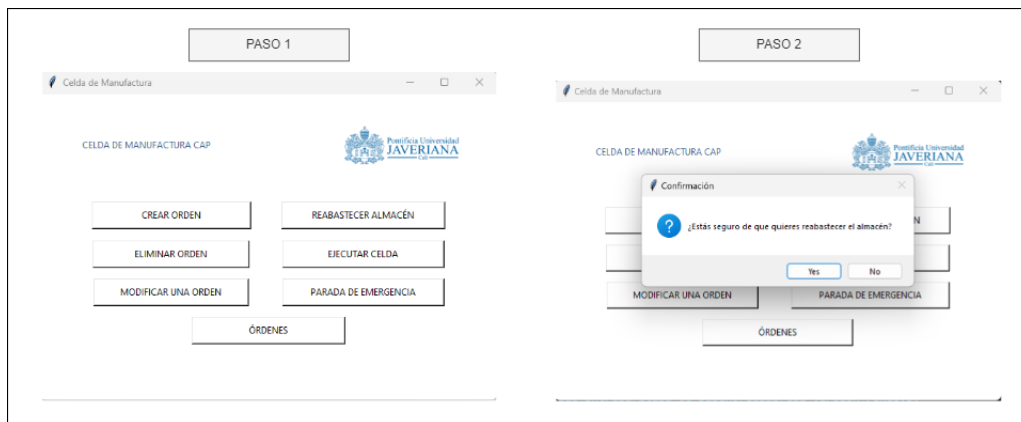 PASO 1
Celda de Manufactura
CELDA DE MANUFACTURA CAP
Pontificia Universidad
JAVERIANA
Cali
CREAR ORDEN
REABASTECER ALMACÉN
ELIMINAR ORDEN
EJECUTAR CELDA
MODIFICAR UNA ORDEN
PARADA DE EMERGENCIA
ÓRDENES
PASO 2
Celda de Manufactura
CELDA DE MANUFACTURA CAP
Pontificia Universidad
JAVERIANA
Cali
Confirmación
¿Estás seguro de que quieres reabastecer el almacén?
N
Yes
No
MODIFICAR UNA ORDEN
PARADA DE EMERGENCIA
ÓRDENES